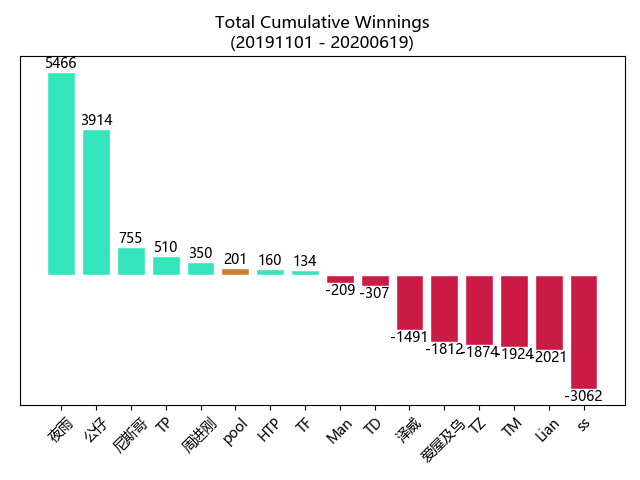 Total Cumulative Winnings
(20191101 - 20200619)
5466
3914
755
510
350
201
160
134
-209
-307
-1491
-1812
-1874
-1924
-2021
-3062
夜雨
公仔
尼斯哥
TP
周进刚
pool
HTP
TF
Man
TD
泽威
爱屋及乌
TZ
TM
Lian
ss